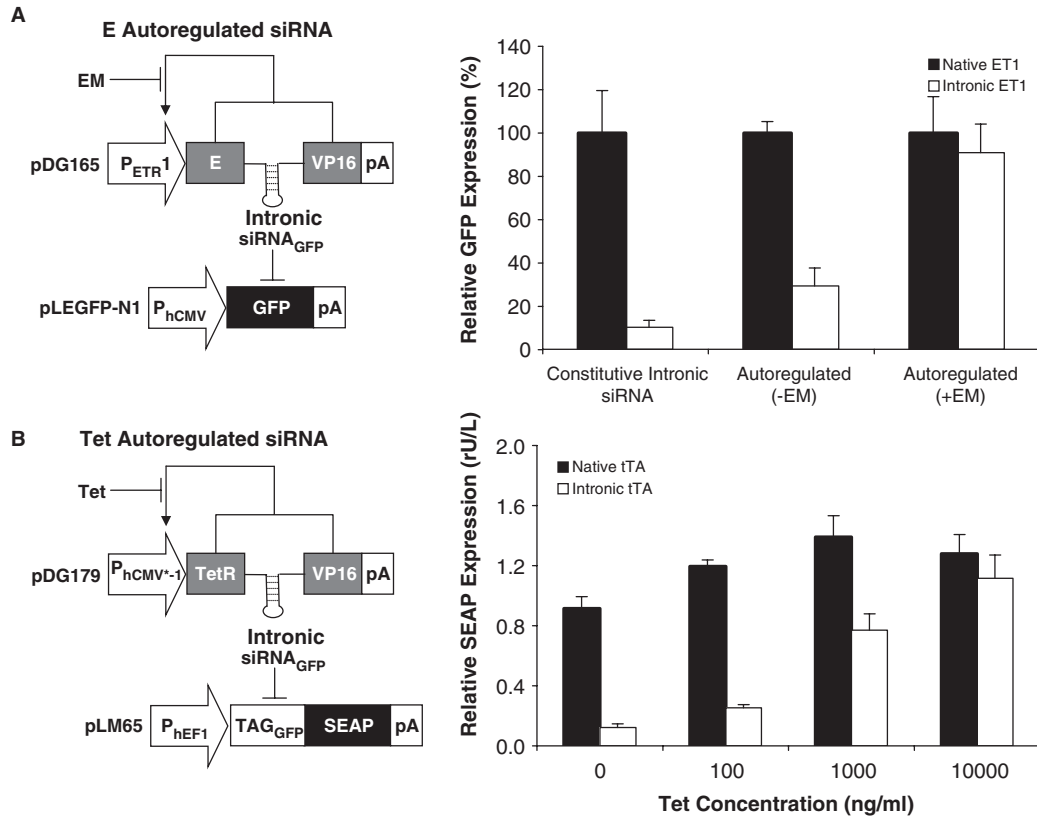 A
E Autoregulated siRNA
EM
pDG165
PETR1
E
VP16
pA
Intronic
siRNAGFP
pLEGFP-N1
PhCMV
GFP
pA
Relative GFP Expression (%)
140
120
100
80
60
40
20
0
Native ET1
Intronic ET1
Constitutive Intronic
siRNA
Autoregulated
(-EM)
Autoregulated
(+EM)
B
Tet Autoregulated siRNA
Tet
pDG179
PhCMV*-1
TetR
VP16
pA
Intronic
siRNAGFP
pLM65
PhEF1
TAGGFP
SEAP
pA
Relative SEAP Expression (rU/L)
2.0
1.6
1.2
0.8
0.4
0.0
Native tTA
Intronic tTA
0
100
1000
10000
Tet Concentration (ng/ml)